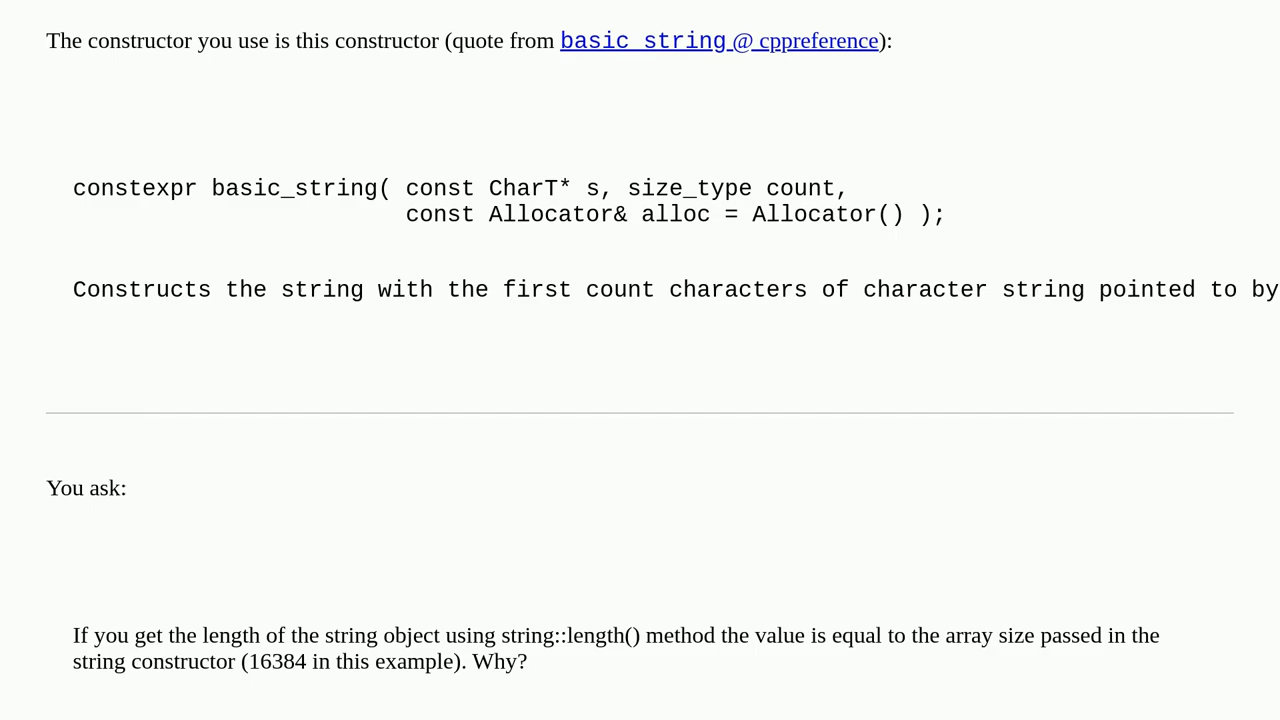 The constructor you use is this constructor (quote from basic_string @ cppreference):
constexpr basic_string( const CharT* s, size_type count,
const Allocator& alloc = Allocator() );
Constructs the string with the first count characters of character string pointed to by
You ask:
If you get the length of the string object using string::length() method the value is equal to the array size passed in the
string constructor (16384 in this example). Why?